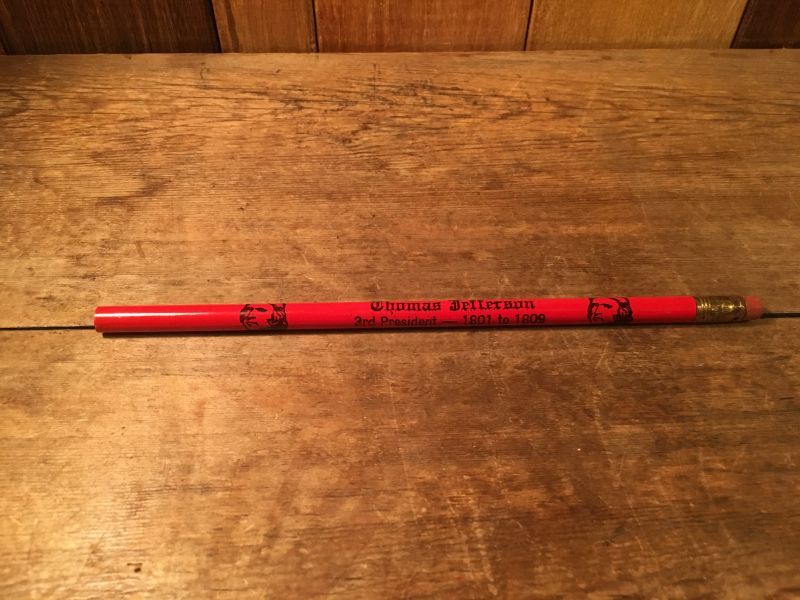 Thomas Jefferson
3rd President — 1801 to 1809